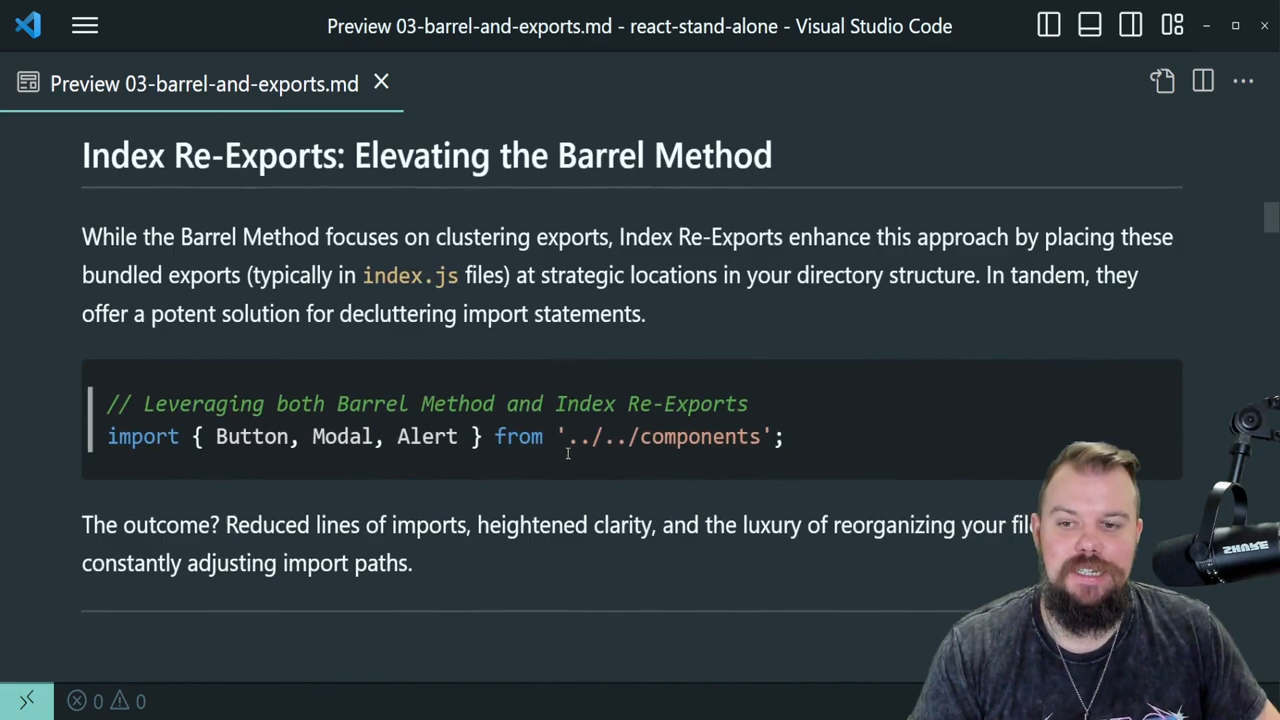 Preview 03-barrel-and-exports.md - react-stand-alone - Visual Studio Code
Preview 03-barrel-and-exports.md
Index Re-Exports: Elevating the Barrel Method
While the Barrel Method focuses on clustering exports, Index Re-Exports enhance this approach by placing these
bundled exports (typically in index.js files) at strategic locations in your directory structure. In tandem, they
offer a potent solution for decluttering import statements.
// Leveraging both Barrel Method and Index Re-Exports
import { Button, Modal, Alert } from '../../components';
The outcome? Reduced lines of imports, heightened clarity, and the luxury of reorganizing your
constantly adjusting import paths.
SHURE
0 0